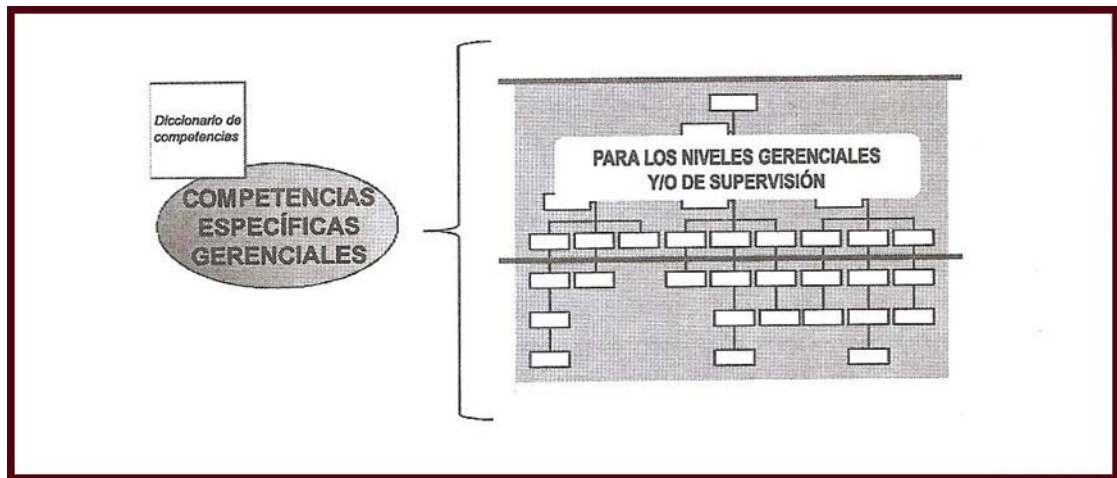 Diccionario de
competencias
COMPETENCIAS
ESPECÍFICAS
GERENCIALES
PARA LOS NIVELES GERENCIALES
Y/O DE SUPERVISIÓN